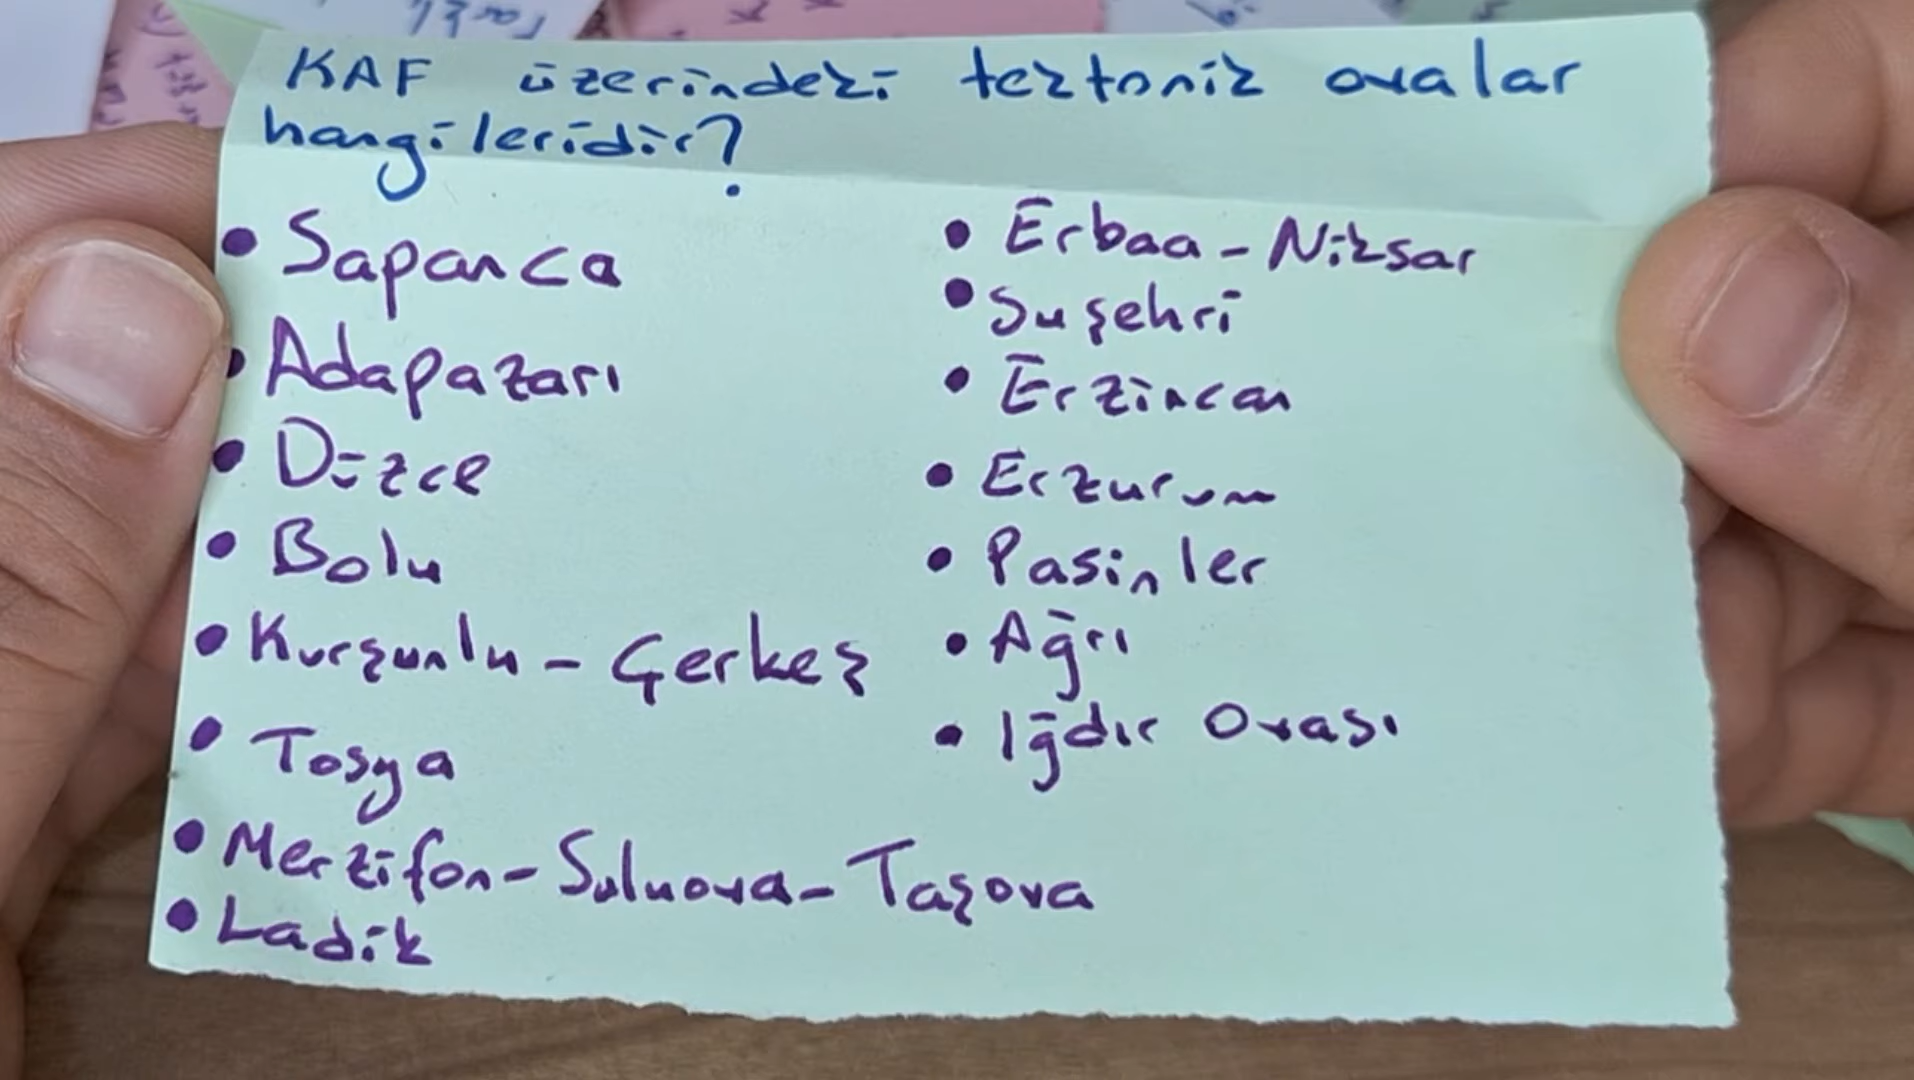 KAF üzerindeki tektonik ovalar
hangileridir?
• Sapanca
• Adapazarı
• Düzce
• Bolu
• Kurşunlu - Çerkeş
• Tosya
• Merzifon - Suluova - Taşova
• Ladik
• Erbaa - Niksar
• Suşehri
• Erzincan
• Erzurum
• Pasinler
• Ağrı
• Iğdır Ovası